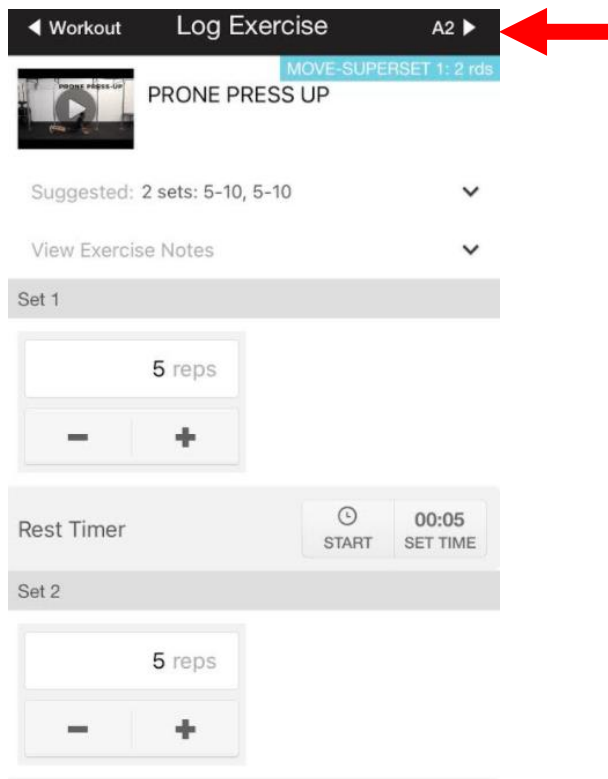 Workout Log Exercise A2
MOVE-SUPERSET 1: 2 rds
PRONE PRESS-UP
PRONE PRESS UP
Suggested: 2 sets: 5-10, 5-10
View Exercise Notes
Set 1
5 reps
Rest Timer START 00:05 SET TIME
Set 2
5 reps